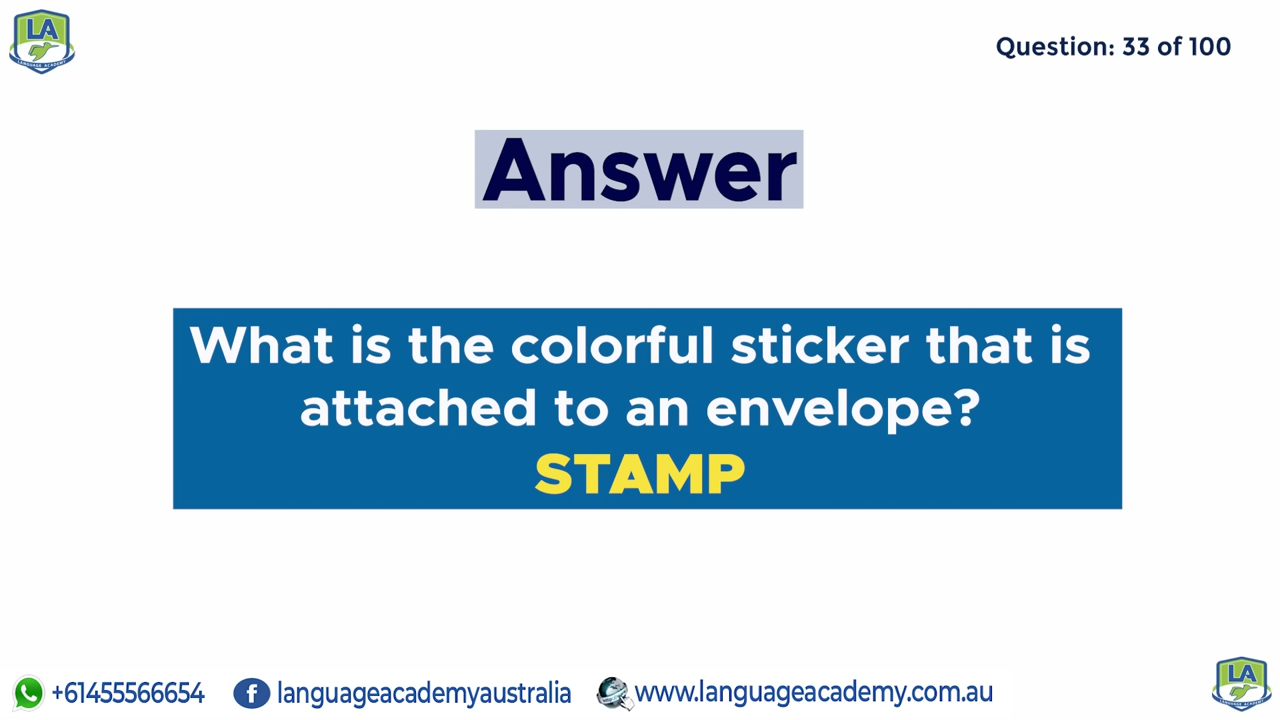 LA
LANGUAGE ACADEMY
Question: 33 of 100
Answer
What is the colorful sticker that is
attached to an envelope?
STAMP
+61455566654
languageacademyaustralia
www.languageacademy.com.au
LA
LANGUAGE ACADEMY